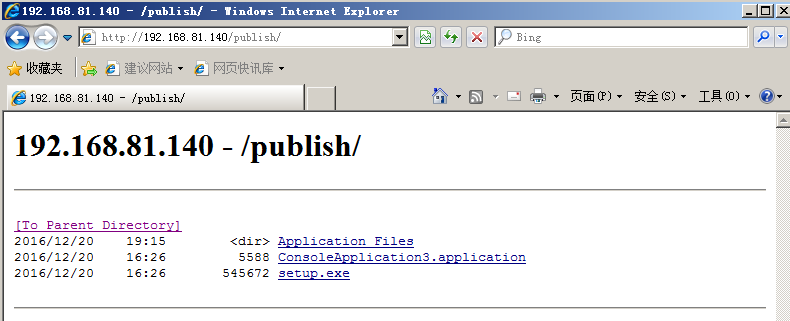 192.168.81.140 - /publish/ - Windows Internet Explorer
http://192.168.81.140/publish/
Bing
收藏夹 建议网站 网页快讯库
192.168.81.140 - /publish/
页面(P) 安全(S) 工具(O)
192.168.81.140 - /publish/
[To Parent Directory]
2016/12/20 19:15 <dir> Application Files
2016/12/20 16:26 5588 ConsoleApplication3.application
2016/12/20 16:26 545672 setup.exe